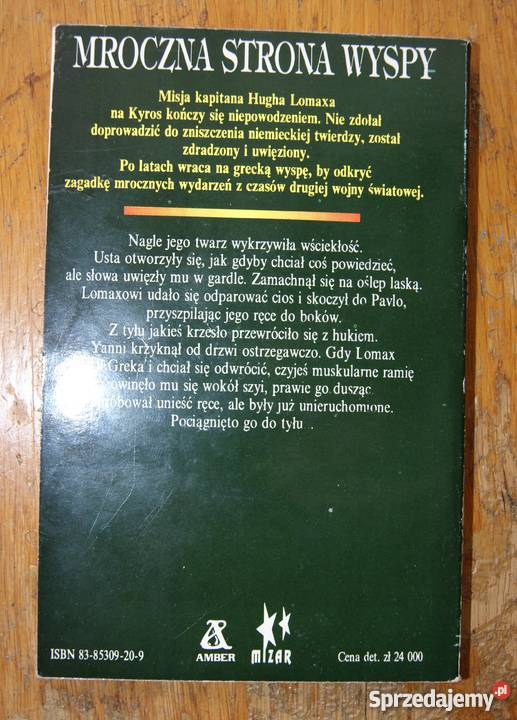 MROCZNA STRONA WYSPY
Misja kapitana Hugha Lomaxa
na Kyros kończy się niepowodzeniem. Nie zdołał
doprowadzić do zniszczenia niemieckiej twierdzy, został
zdradzony i uwięziony.
Po latach wraca na grecką wyspę, by odkryć
zagadkę mrocznych wydarzeń z czasów drugiej wojny światowej.
Nagle jego twarz wykrzywiła wściekłość.
Usta otworzyły się, jak gdyby chciał coś powiedzieć,
ale słowa uwięzły mu w gardle. Zamachnął się na oślep laską.
Lomaxowi udało się odparować cios i skoczył do Pavlo,
przyszpilając jego ręce do boków.
Z tyłu jakieś krzesło przewróciło się z hukiem.
Yanni krzyknął od drzwi ostrzegawczo. Gdy Lomax
Greka i chciał się odwrócić, czyjeś muskularne ramię
owinęło mu się wokół szyi, prawie go dusząc.
róbował unieść ręce, ale były już unieruchomione.
Pociągnięto go do tyłu .
ISBN 83-85309-20-9
AMBER
MIZAR
Cena det. zł 24 000
Sprzedajemy.pl